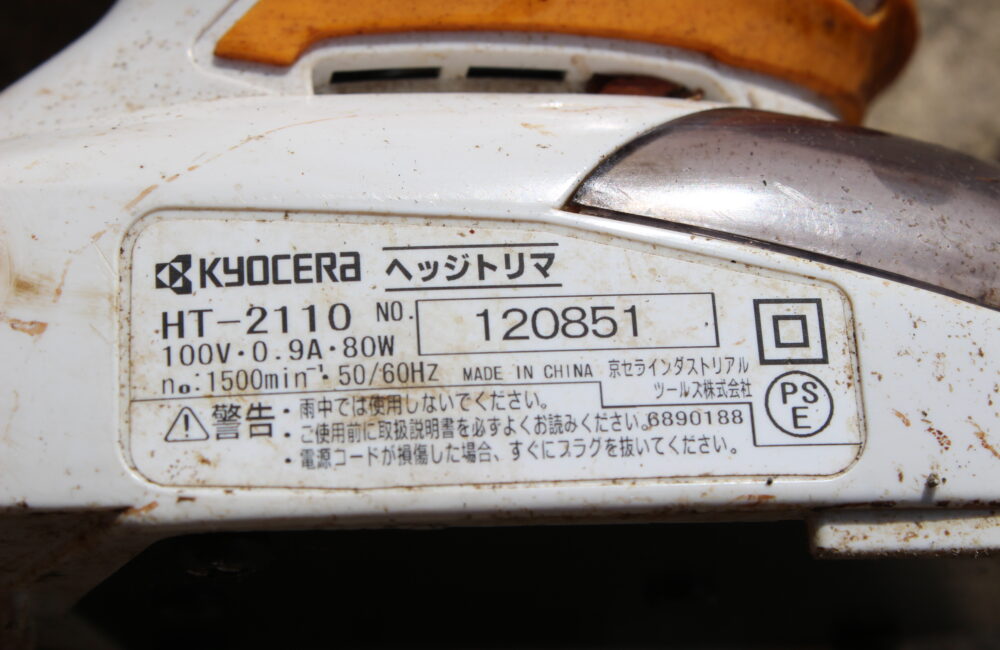 KYOCERA ヘッジトリマ
HT-2110 NO. 120851
100V・0.9A・80W
n₀:1500min⁻¹・50/60HZ MADE IN CHINA 京セラインダストリアル
ツールズ株式会社
PS
E
警告 ・雨中では使用しないでください。
・ご使用前に取扱説明書を必ずよくお読みください。 6890188
・電源コードが損傷した場合、すぐにプラグを抜いてください。